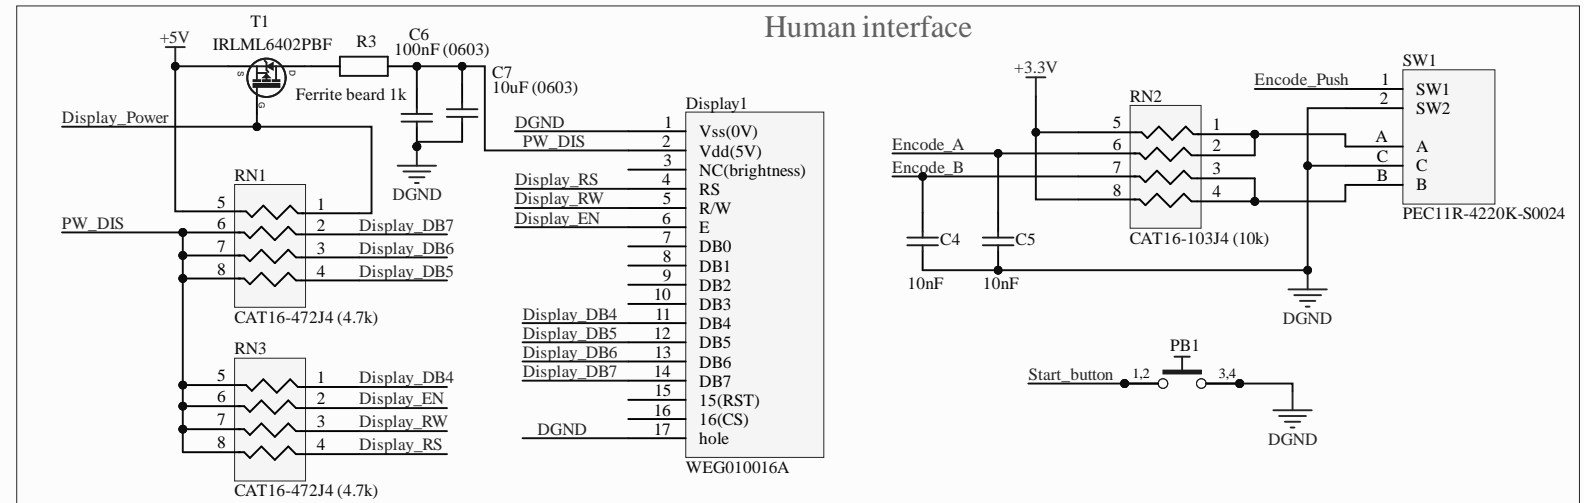 Human interface
T1
+5V
IRLML6402PBF
S
D
G
R3
Ferrite beard 1k
C6
100nF (0603)
C7
10uF (0603)
DGND
Display_Power
RN1
5
1
PW_DIS
6
2
Display_DB7
7
3
Display_DB6
8
4
Display_DB5
CAT16-472J4 (4.7k)
RN3
5
1
Display_DB4
6
2
Display_EN
7
3
Display_RW
8
4
Display_RS
CAT16-472J4 (4.7k)
Display1
DGND
1
Vss(0V)
PW_DIS
2
Vdd(5V)
3
NC(brightness)
Display_RS
4
RS
Display_RW
5
R/W
Display_EN
6
E
7
DB0
8
DB1
9
DB2
10
DB3
Display_DB4
11
DB4
Display_DB5
12
DB5
Display_DB6
13
DB6
Display_DB7
14
DB7
15
15(RST)
16
16(CS)
DGND
17
hole
WEG010016A
+3.3V
RN2
5
1
Encode_A
6
2
Encode_B
7
3
8
4
CAT16-103J4 (10k)
C4
10nF
C5
10nF
SW1
Encode_Push
1
SW1
2
SW2
A
A
C
C
B
B
PEC11R-4220K-S0024
DGND
PB1
Start_button
1,2
3,4
DGND